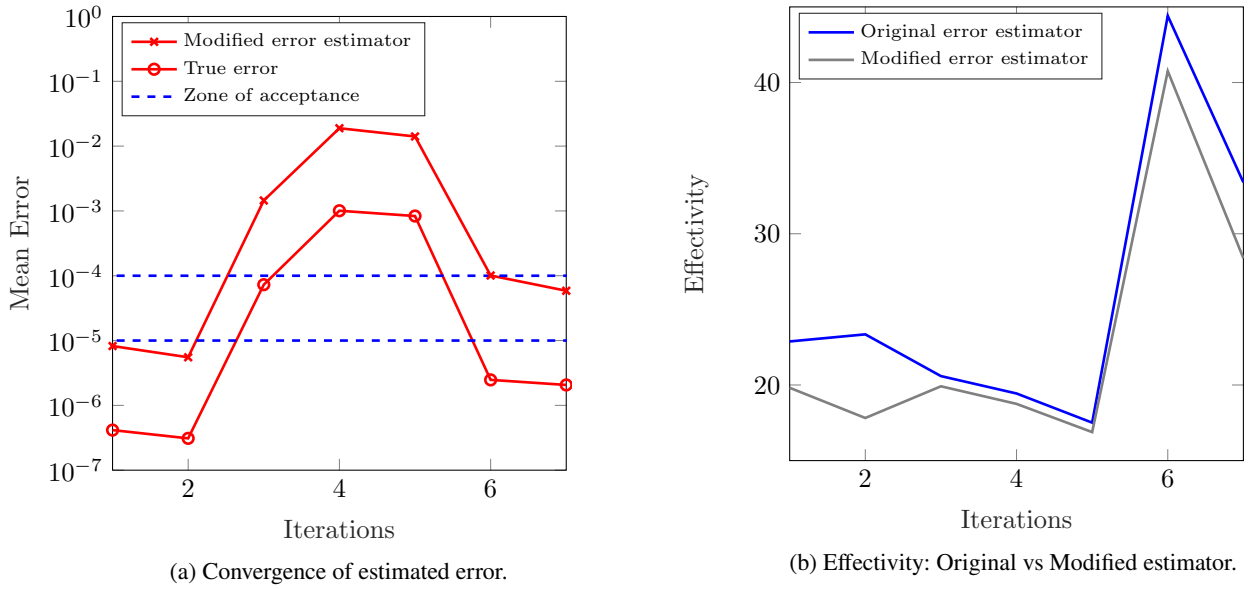 10^0
10^−1
10^−2
10^−3
10^−4
10^−5
10^−6
10^−7
Mean Error
Modified error estimator
True error
Zone of acceptance
2 4 6
Iterations
(a) Convergence of estimated error.
40
30
20
Effectivity
Original error estimator
Modified error estimator
2 4 6
Iterations
(b) Effectivity: Original vs Modified estimator.